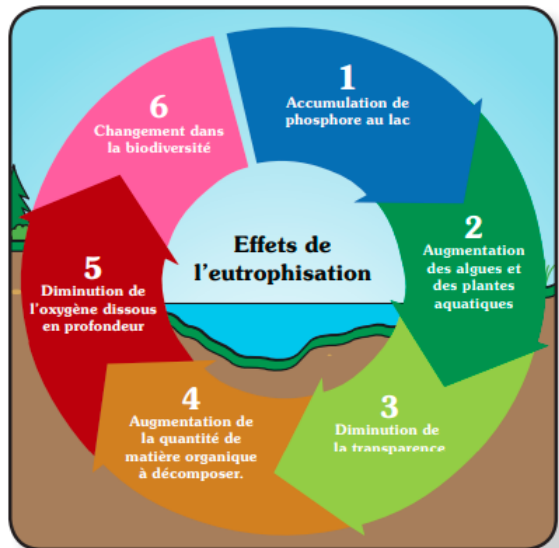 1
Accumulation de
phosphore au lac
2
Augmentation
des algues et
des plantes
aquatiques
3
Diminution de
la transparence
4
Augmentation de
la quantité de
matière organique
à décomposer.
5
Diminution de
l'oxygène dissous
en profondeur
6
Changement dans
la biodiversité
Effets de
l'eutrophisation